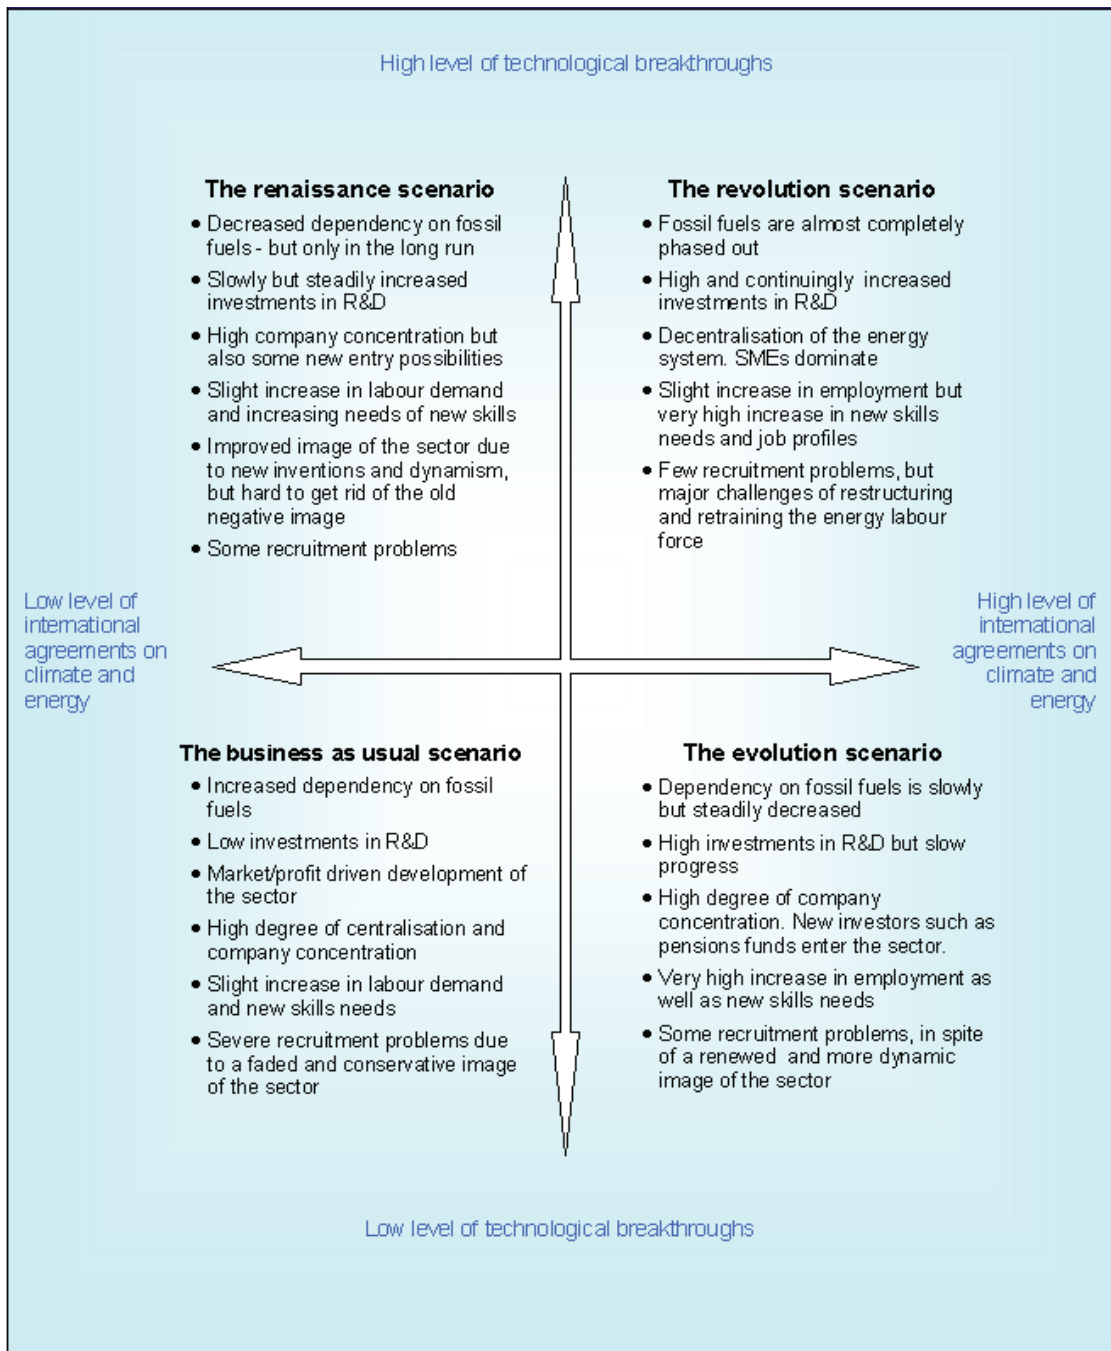 High level of technological breakthroughs
The renaissance scenario
• Decreased dependency on fossil
fuels - but only in the long run
• Slowly but steadily increased
investments in R&D
• High company concentration but
also some new entry possibilities
• Slight increase in labour demand
and increasing needs of new skills
• Improved image of the sector due
to new inventions and dynamism,
but hard to get rid of the old
negative image
• Some recruitment problems
The revolution scenario
• Fossil fuels are almost completely
phased out
• High and continuingly increased
investments in R&D
• Decentralisation of the energy
system. SMEs dominate
• Slight increase in employment but
very high increase in new skills
needs and job profiles
• Few recruitment problems, but
major challenges of restructuring
and retraining the energy labour
force
Low level of
international
agreements on
climate and
energy
High level of
international
agreements on
climate and
energy
The business as usual scenario
• Increased dependency on fossil
fuels
• Low investments in R&D
• Market/profit driven development of
the sector
• High degree of centralisation and
company concentration
• Slight increase in labour demand
and new skills needs
• Severe recruitment problems due
to a faded and conservative image
of the sector
The evolution scenario
• Dependency on fossil fuels is slowly
but steadily decreased
• High investments in R&D but slow
progress
• High degree of company
concentration. New investors such as
pensions funds enter the sector.
• Very high increase in employment as
well as new skills needs
• Some recruitment problems, in spite
of a renewed and more dynamic
image of the sector
Low level of technological breakthroughs